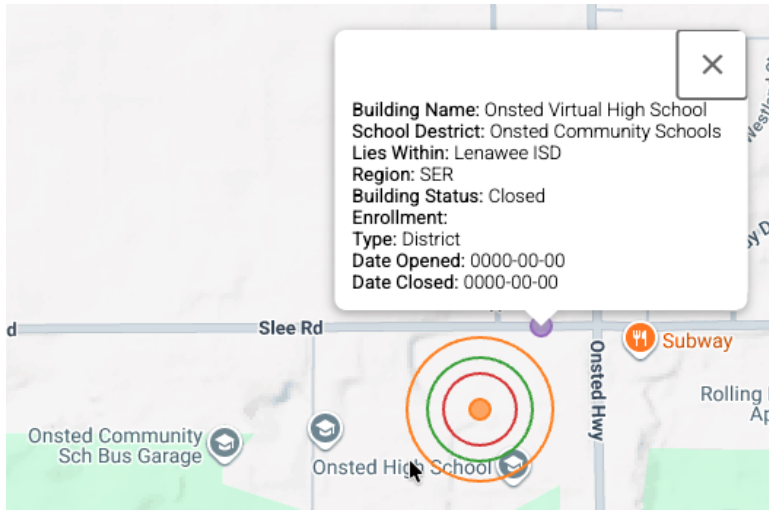 Building Name: Onsted Virtual High School
School Destrict: Onsted Community Schools
Lies Within: Lenawee ISD
Region: SER
Building Status: Closed
Enrollment:
Type: District
Date Opened: 0000-00-00
Date Closed: 0000-00-00
d
Slee Rd
Subway
Onsted Hwy
Rolling
Ap
Onsted Community
Sch Bus Garage
Onsted High School